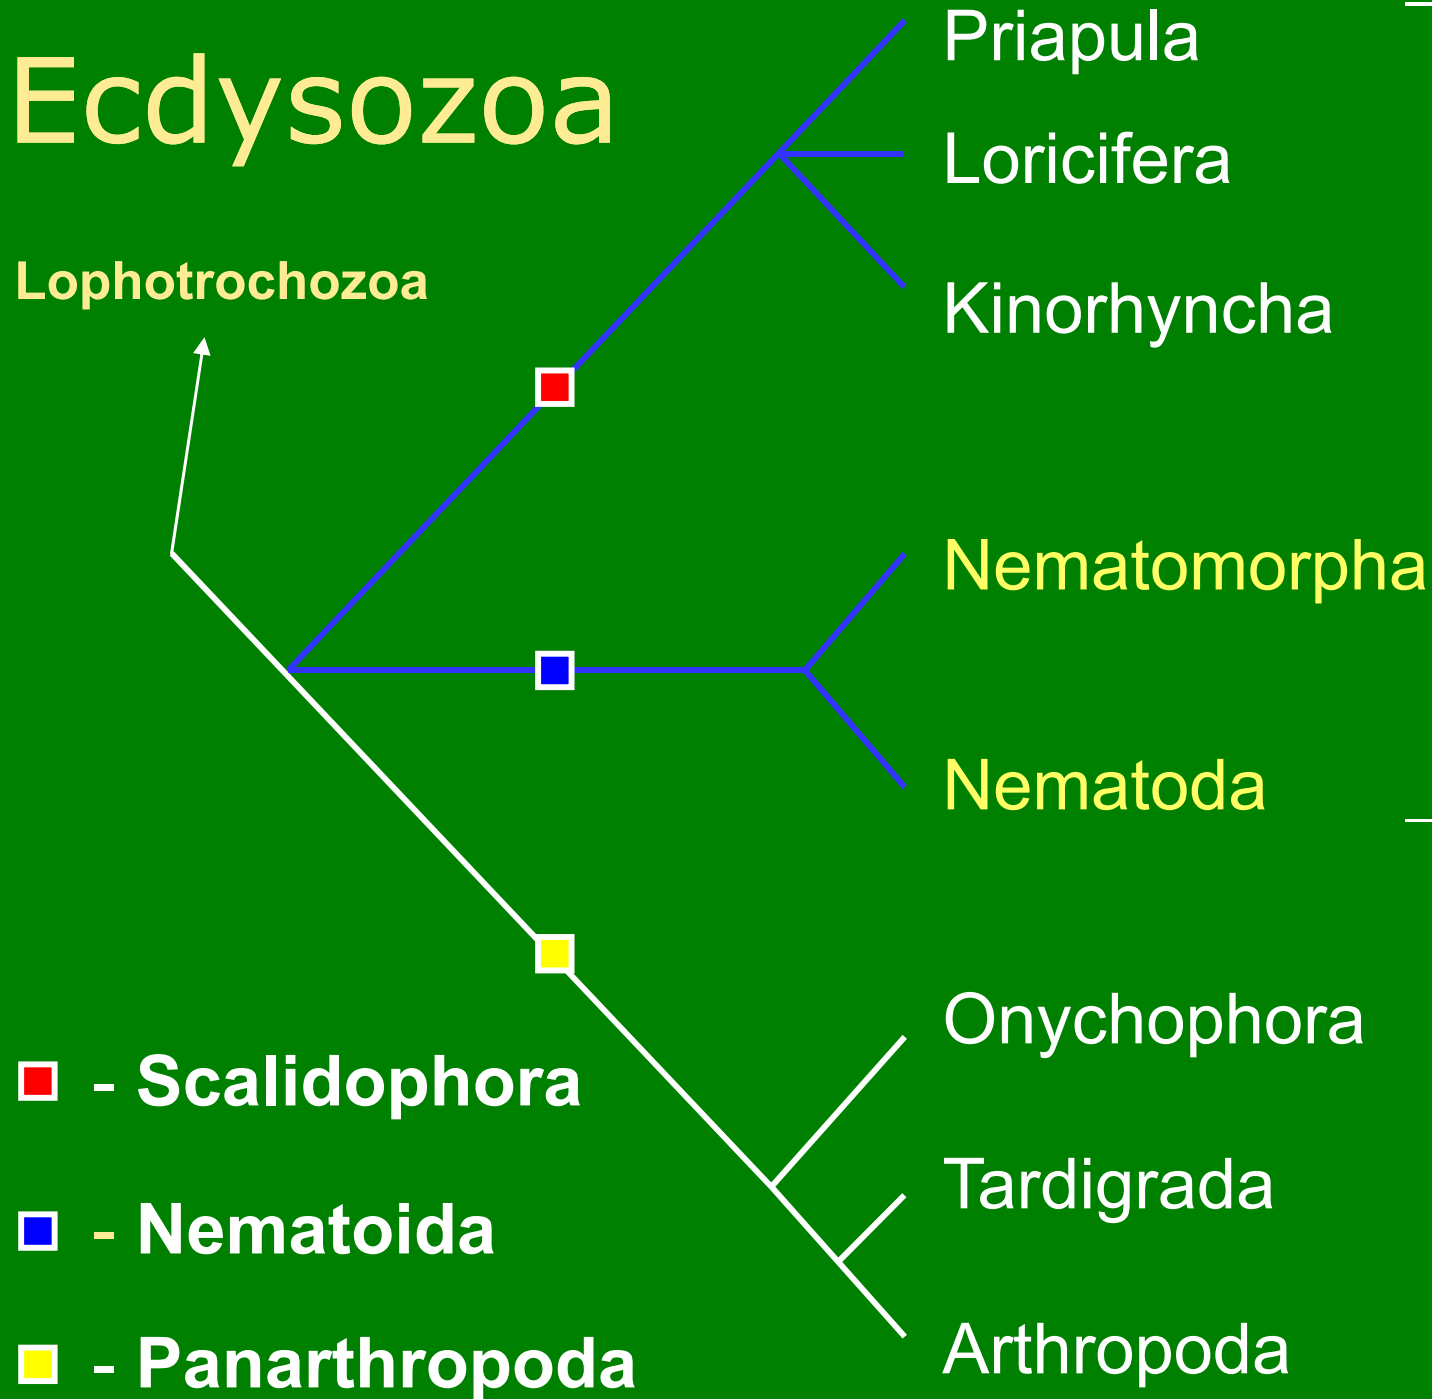 Ecdysozoa
Lophotrochozoa
Priapula
Loricifera
Kinorhyncha
Nematomorpha
Nematoda
Onychophora
Tardigrada
Arthropoda
- Scalidophora
- Nematoida
- Panarthropoda